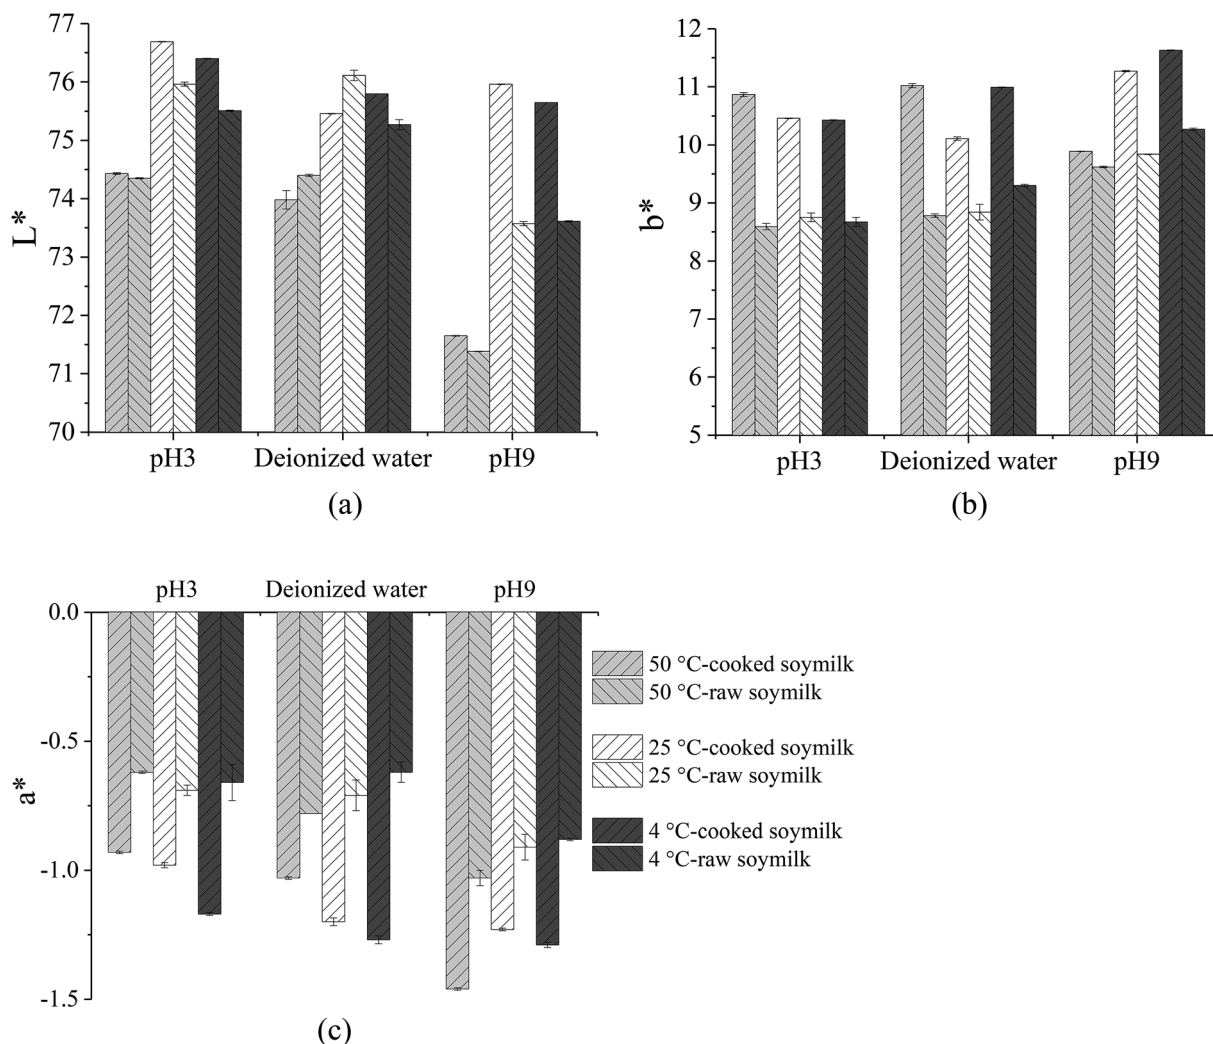 77
76
75
74
73
72
71
70
L*
pH3 Deionized water pH9
(a)
12
11
10
9
8
7
6
5
b*
pH3 Deionized water pH9
(b)
pH3 Deionized water pH9
0.0
-0.5
-1.0
-1.5
a*
(c)
50 °C-cooked soymilk
50 °C-raw soymilk
25 °C-cooked soymilk
25 °C-raw soymilk
4 °C-cooked soymilk
4 °C-raw soymilk